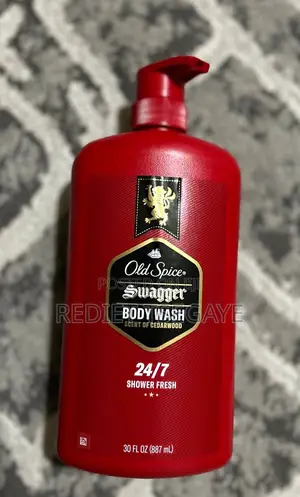 Old Spice
Swagger
BODY WASH
SCENT OF CEDARWOOD
24/7
SHOWER FRESH
30 FL OZ (887 mL)